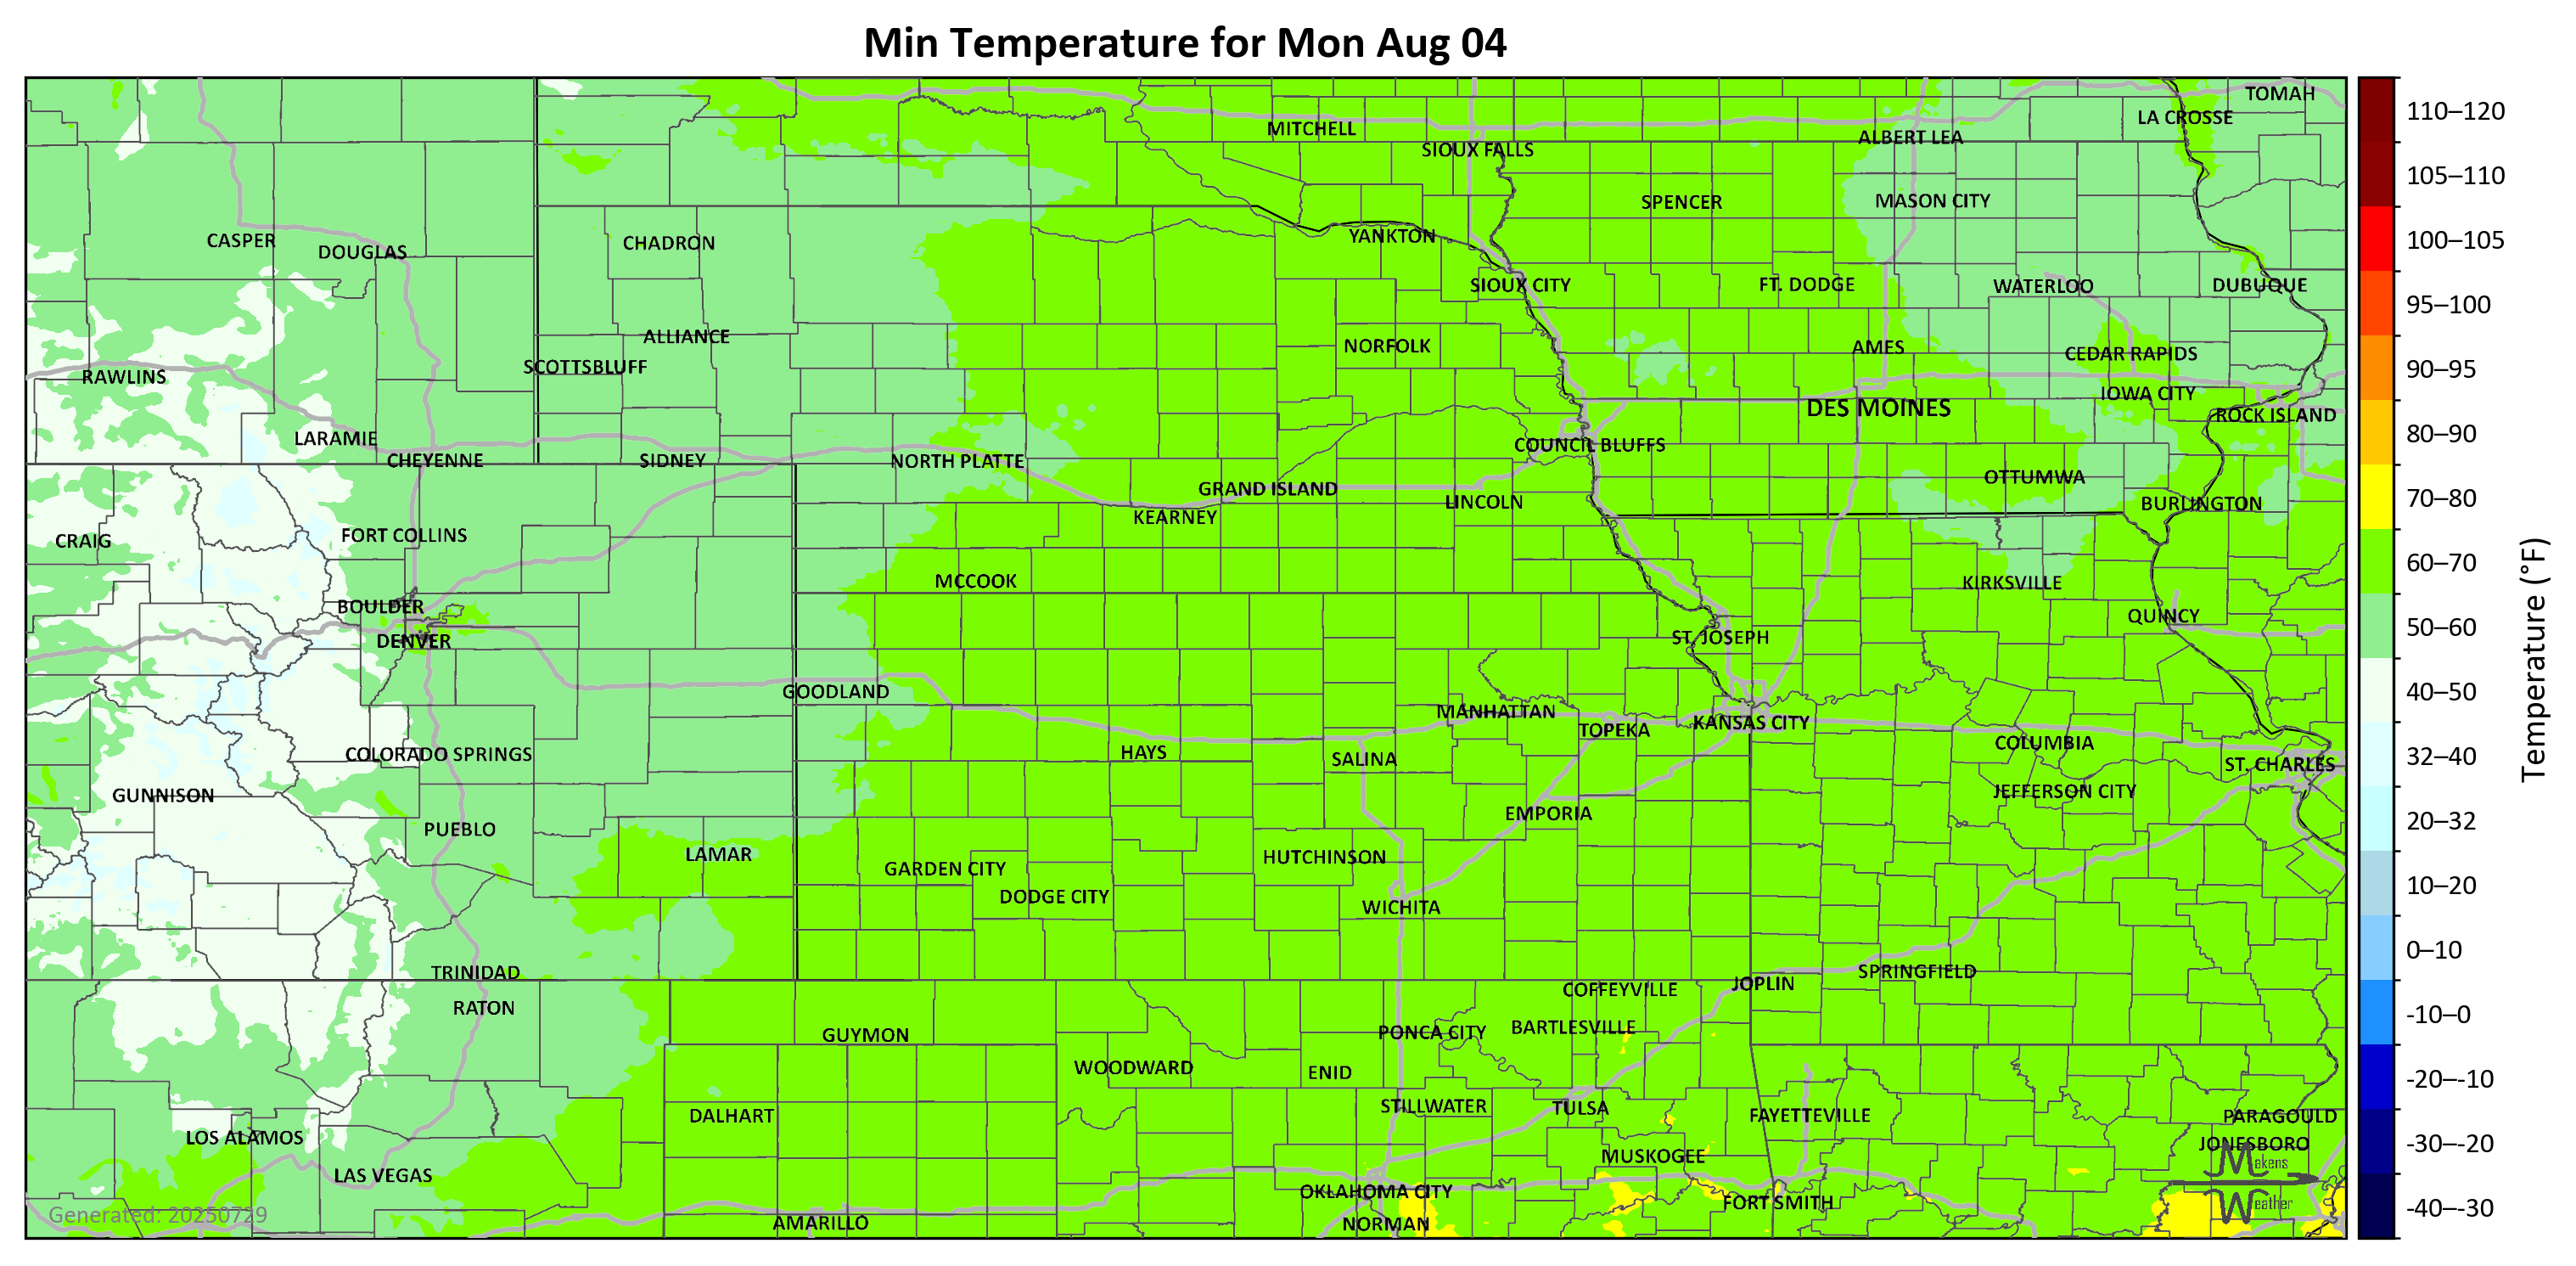 Min Temperature for Mon Aug 04
TOMAH
LA CROSSE
MITCHELL
ALBERT LEA
SIOUX FALLS
SPENCER
MASON CITY
CASPER
DOUGLAS
CHADRON
YANKTON
SIOUX CITY
FT. DODGE
WATERLOO
DUBUQUE
ALLIANCE
NORFOLK
AMES
CEDAR RAPIDS
SCOTTSBLUFF
RAWLINS
IOWA CITY
DES MOINES
ROCK ISLAND
LARAMIE
COUNCIL BLUFFS
CHEYENNE
SIDNEY
NORTH PLATTE
OTTUMWA
GRAND ISLAND
LINCOLN
BURLINGTON
KEARNEY
FORT COLLINS
CRAIG
MCCOOK
KIRKSVILLE
BOULDER
QUINCY
DENVER
ST. JOSEPH
GOODLAND
MANHATTAN
TOPEKA
KANSAS CITY
COLUMBIA
COLORADO SPRINGS
HAYS
SALINA
ST. CHARLES
GUNNISON
JEFFERSON CITY
EMPORIA
PUEBLO
LAMAR
HUTCHINSON
GARDEN CITY
DODGE CITY
WICHITA
TRINIDAD
SPRINGFIELD
JOPLIN
COFFEYVILLE
RATON
GUYMON
PONCA CITY
BARTLESVILLE
WOODWARD
ENID
STILLWATER
TULSA
DALHART
FAYETTEVILLE
PARAGOULD
LOS ALAMOS
JONESBORO
MUSKOGEE
LAS VEGAS
OKLAHOMA CITY
FORT SMITH
AMARILLO
NORMAN
Generated: 20250729
Makens
Weather
110–120
105–110
100–105
95–100
90–95
80–90
70–80
60–70
50–60
40–50
32–40
20–32
10–20
0–10
-10–0
-20–-10
-30–-20
-40–-30
Temperature (°F)